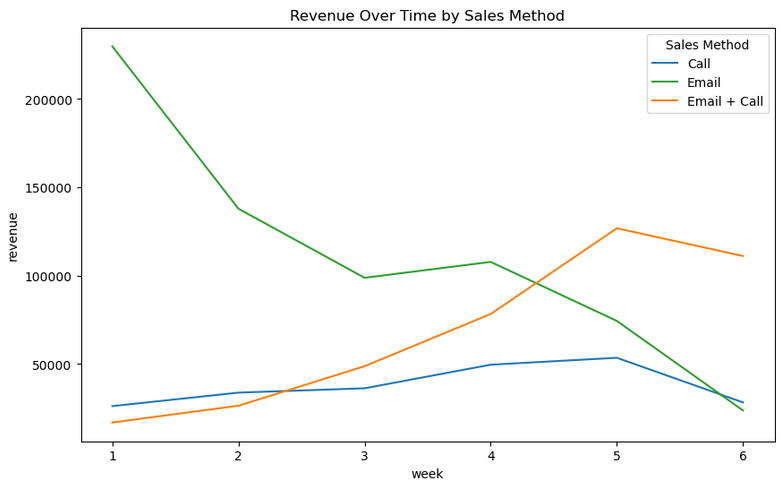 Revenue Over Time by Sales Method
Sales Method
Call
Email
Email + Call
200000
150000
100000
50000
revenue
1 2 3 4 5 6
week